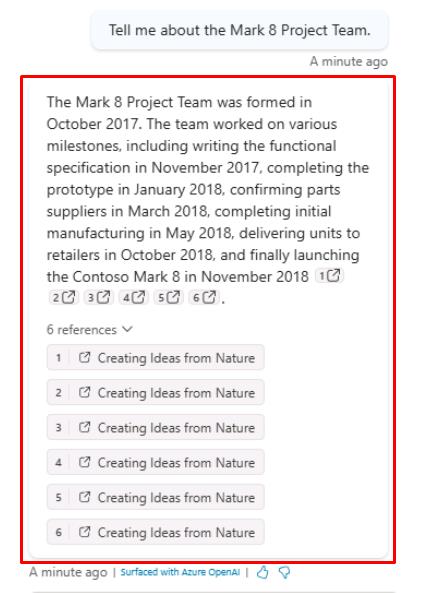 Tell me about the Mark 8 Project Team.
A minute ago
The Mark 8 Project Team was formed in
October 2017. The team worked on various
milestones, including writing the functional
specification in November 2017, completing the
prototype in January 2018, confirming parts
suppliers in March 2018, completing initial
manufacturing in May 2018, delivering units to
retailers in October 2018, and finally launching
the Contoso Mark 8 in November 2018 1
2 3 4 5 6 .
6 references
1 Creating Ideas from Nature
2 Creating Ideas from Nature
3 Creating Ideas from Nature
4 Creating Ideas from Nature
5 Creating Ideas from Nature
6 Creating Ideas from Nature
A minute ago | Surfaced with Azure OpenAI |